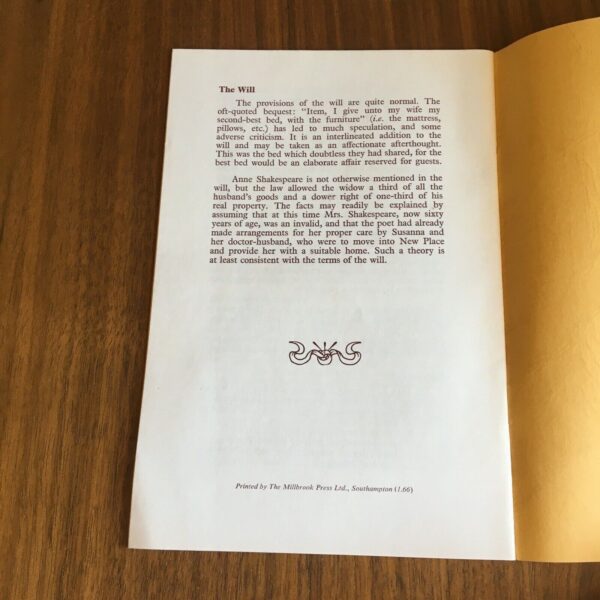 The Will
The provisions of the will are quite normal. The
oft-quoted bequest: "Item, I give unto my wife my
second-best bed, with the furniture" (i.e. the mattress,
pillows, etc.) has led to much speculation, and some
adverse criticism. It is an interlineated addition to the
will and may be taken as an affectionate afterthought.
This was the bed which doubtless they had shared, for the
best bed would be an elaborate affair reserved for guests.
Anne Shakespeare is not otherwise mentioned in the
will, but the law allowed the widow a third of all the
husband's goods and a dower right of one-third of his
real property. The facts may readily be explained by
assuming that at this time Mrs. Shakespeare, now sixty
years of age, was an invalid, and that the poet had already
made arrangements for her proper care by Susanna and
her doctor-husband, who were to move into New Place
and provide her with a suitable home. Such a theory is
at least consistent with the terms of the will.
Printed by The Millbrook Press Ltd., Southampton (1.66)